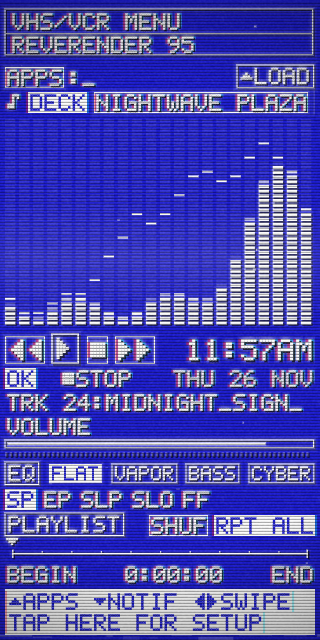 VHS/VCR MENU
REVERENDER 95
APPS:_ ▲LOAD
♪ DECK NIGHTWAVE PLAZA
11:57AM
OK ■STOP THU 26 NOV
TRK 24:MIDNIGHT_SIGN_
VOLUME
EQ FLAT VAPOR BASS CYBER
SP EP SLP SLO FF
PLAYLIST SHUF RPT ALL
BEGIN 0:00:00 END
▲APPS ▼NOTIF ◀▶SWIPE
TAP HERE FOR SETUP